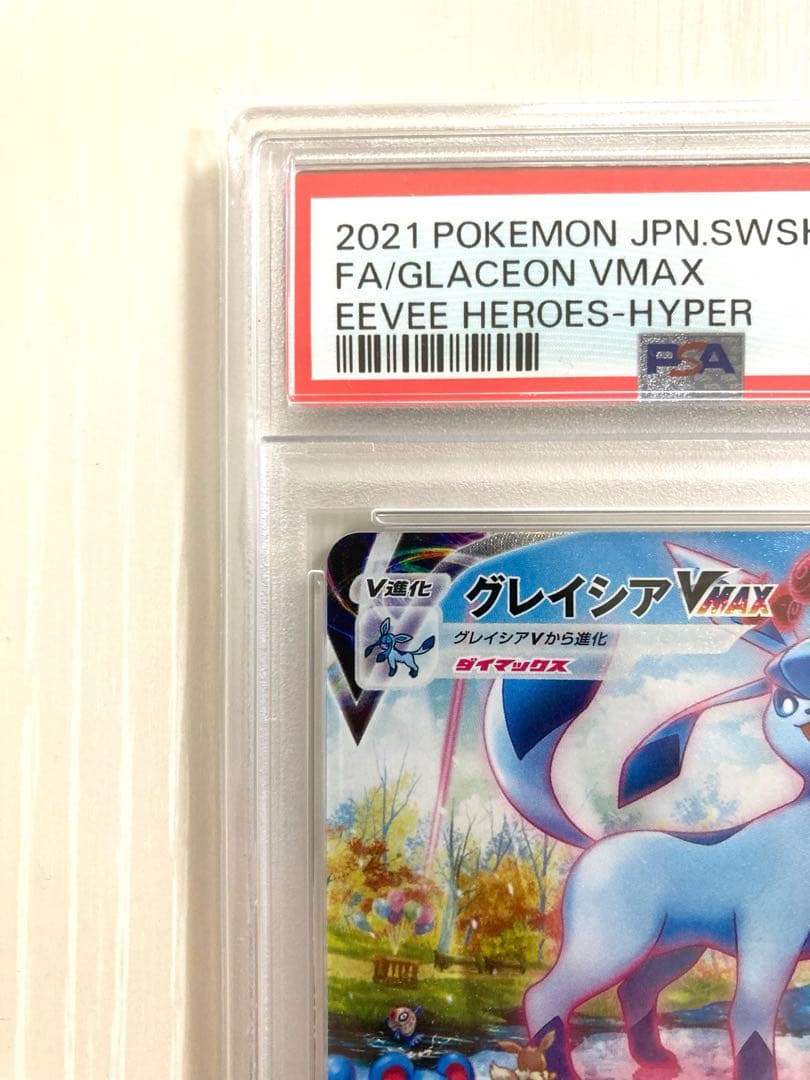 2021 POKEMON JPN.SWSH
FA/GLACEON VMAX
EEVEE HEROES-HYPER
PSA
V進化
グレイシアVMAX
グレイシアVから進化
ダイマックス